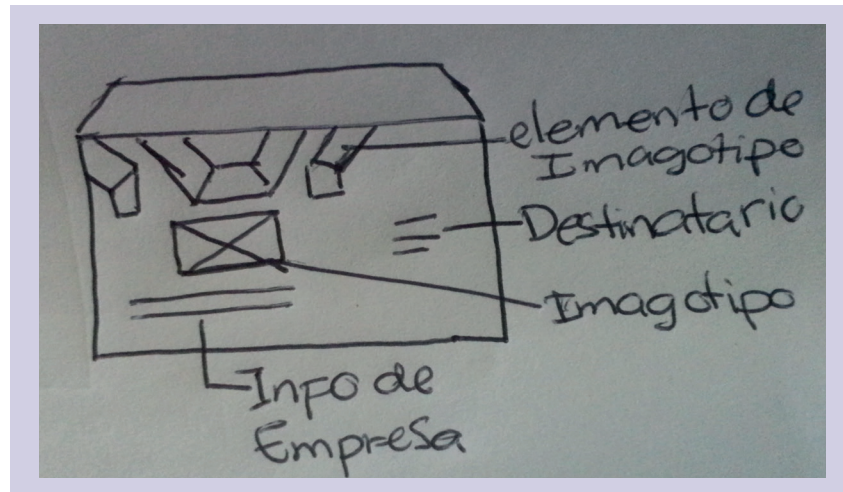 elemento de
Imagotipo
Destinatario
Imagotipo
Info de
Empresa